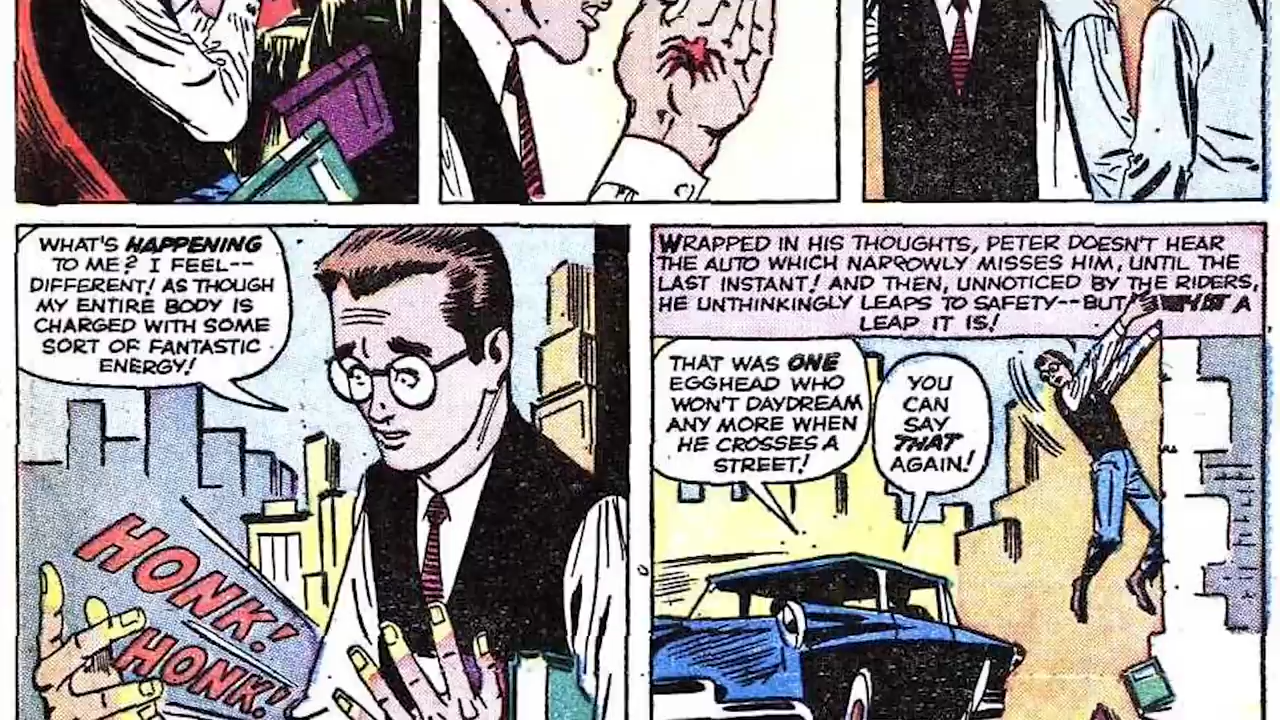 WHAT'S HAPPENING
TO ME? I FEEL--
DIFFERENT! AS THOUGH
MY ENTIRE BODY IS
CHARGED WITH SOME
SORT OF FANTASTIC
ENERGY!
HONK!
HONK!
WRAPPED IN HIS THOUGHTS, PETER DOESN'T HEAR
THE AUTO WHICH NARROWLY MISSES HIM, UNTIL THE
LAST INSTANT! AND THEN, UNNOTICED BY THE RIDERS,
HE UNTHINKINGLY LEAPS TO SAFETY--BUT A
LEAP IT IS!
THAT WAS ONE
EGGHEAD WHO
WON'T DAYDREAM
ANY MORE WHEN
HE CROSSES A
STREET!
YOU
CAN
SAY
THAT
AGAIN!